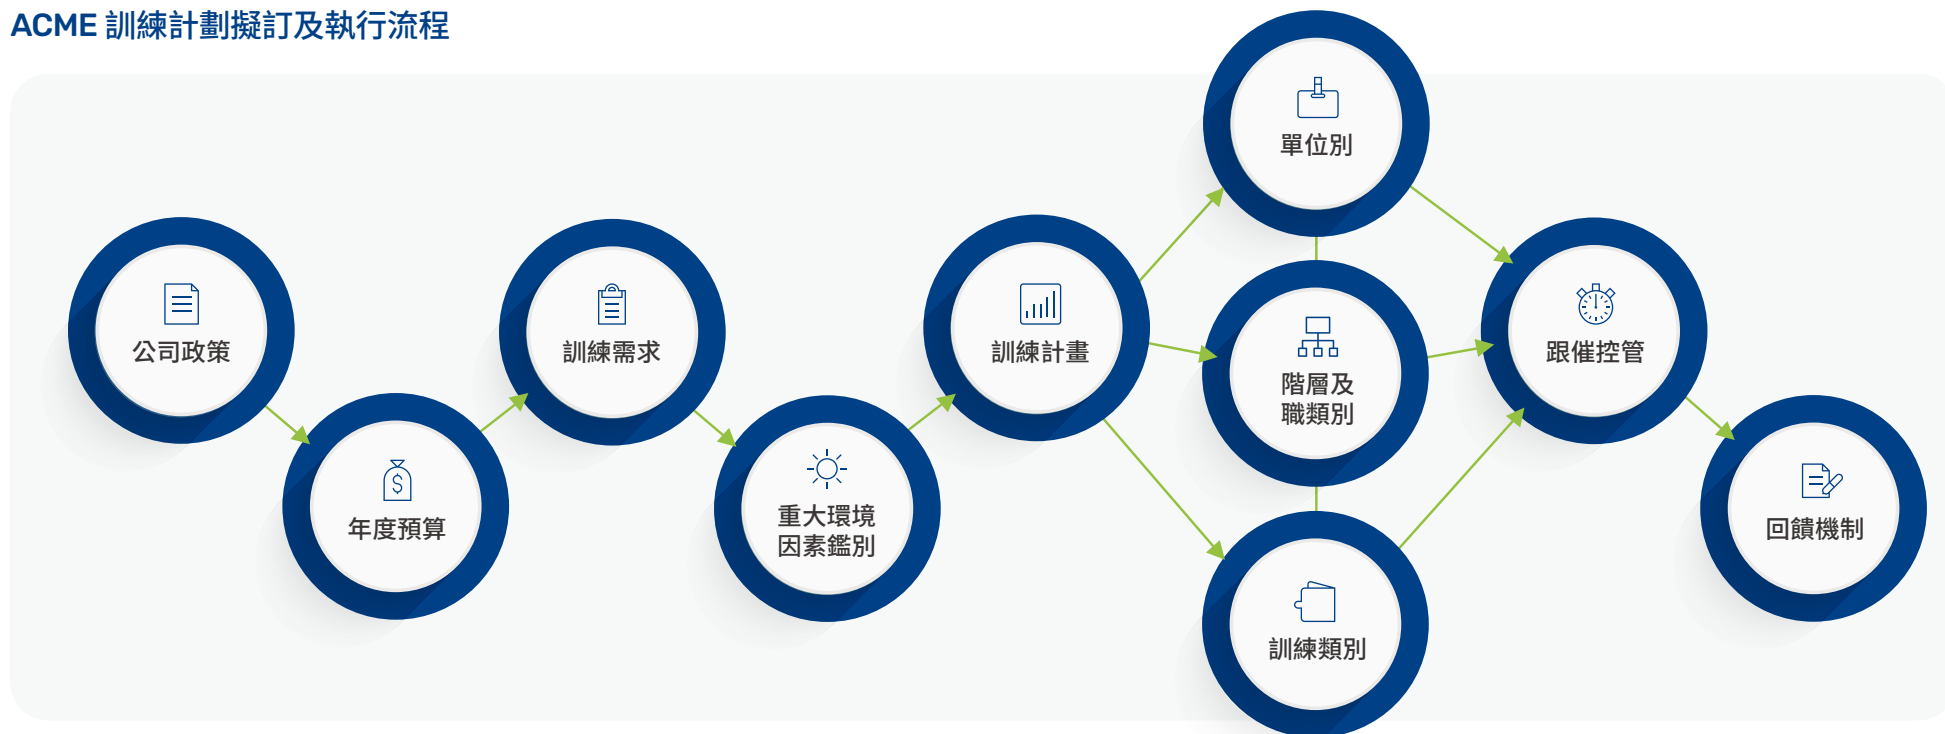 ACME 訓練計劃擬訂及執行流程
公司政策
年度預算
訓練需求
重大環境
因素鑑別
訓練計畫
單位別
階層及
職類別
訓練類別
跟催控管
回饋機制